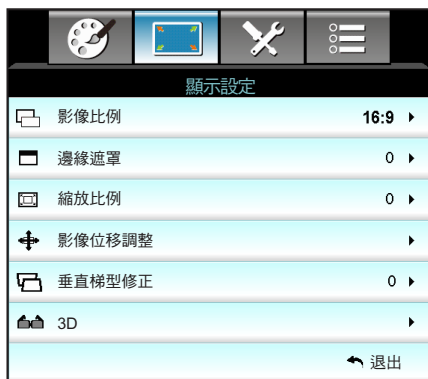 顯示設定
影像比例 16:9
邊緣遮罩 0
縮放比例 0
影像位移調整
垂直梯型修正 0
3D
退出